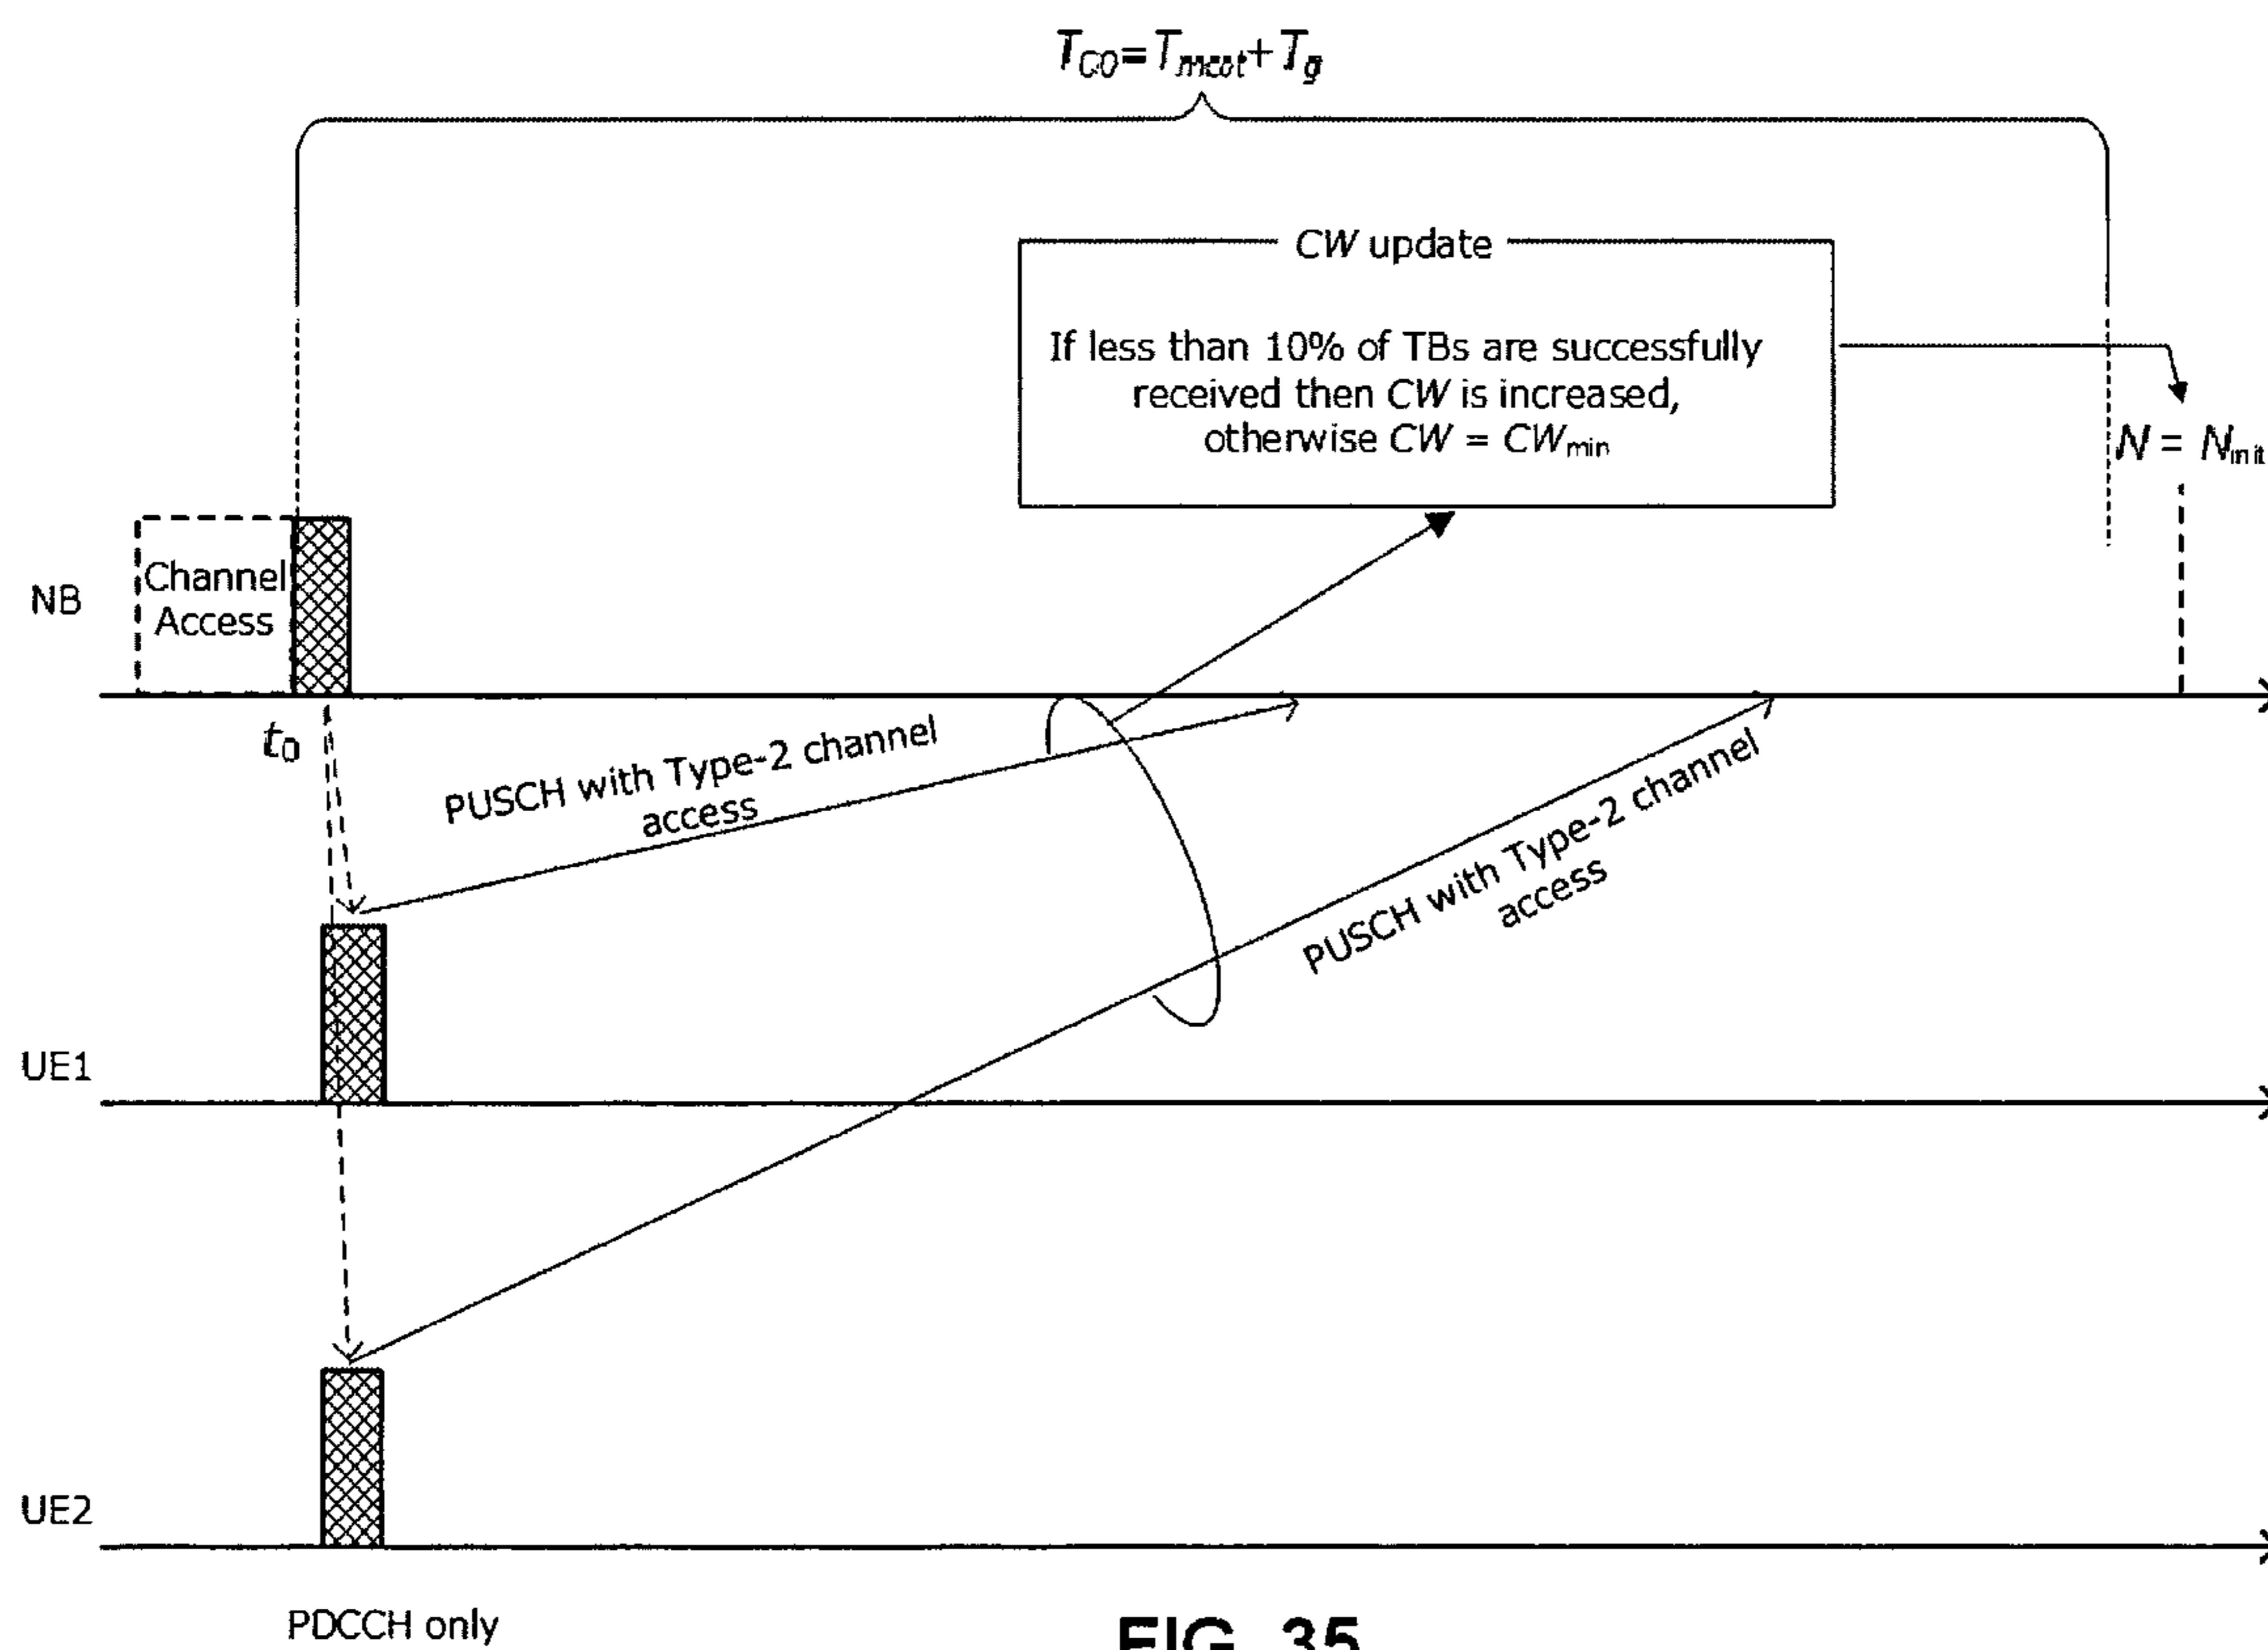 T_CO=T_mcot+T_g
CW update
If less than 10% of TBs are successfully
received then CW is increased,
otherwise CW = CW_min
N = N_init
Channel
Access
NB
t_0
PUSCH with Type-2 channel
access
PUSCH with Type-2 channel
access
UE1
UE2
PDCCH only
FIG. 35